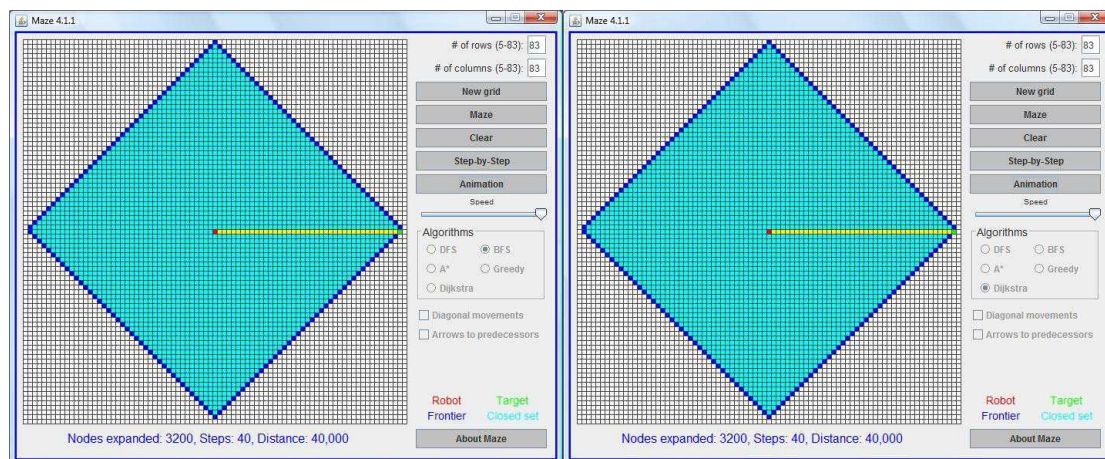 Maze 4.1.1
# of rows (5-83): 83
# of columns (5-83): 83
New grid
Maze
Clear
Step-by-Step
Animation
Speed
Algorithms
DFS BFS
A* Greedy
Dijkstra
Diagonal movements
Arrows to predecessors
Robot Target
Frontier Closed set
Nodes expanded: 3200, Steps: 40, Distance: 40,000
About Maze
Maze 4.1.1
# of rows (5-83): 83
# of columns (5-83): 83
New grid
Maze
Clear
Step-by-Step
Animation
Speed
Algorithms
DFS BFS
A* Greedy
Dijkstra
Diagonal movements
Arrows to predecessors
Robot Target
Frontier Closed set
Nodes expanded: 3200, Steps: 40, Distance: 40,000
About Maze